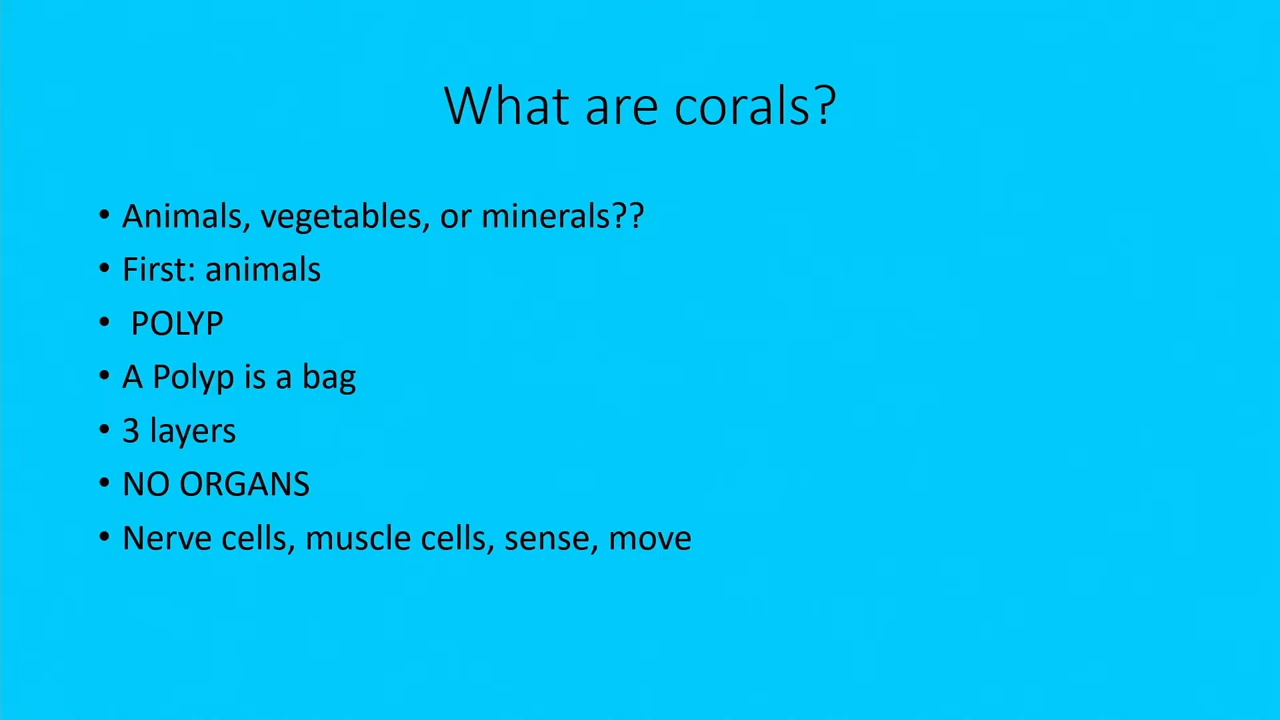 What are corals?
• Animals, vegetables, or minerals??
• First: animals
• POLYP
• A Polyp is a bag
• 3 layers
• NO ORGANS
• Nerve cells, muscle cells, sense, move